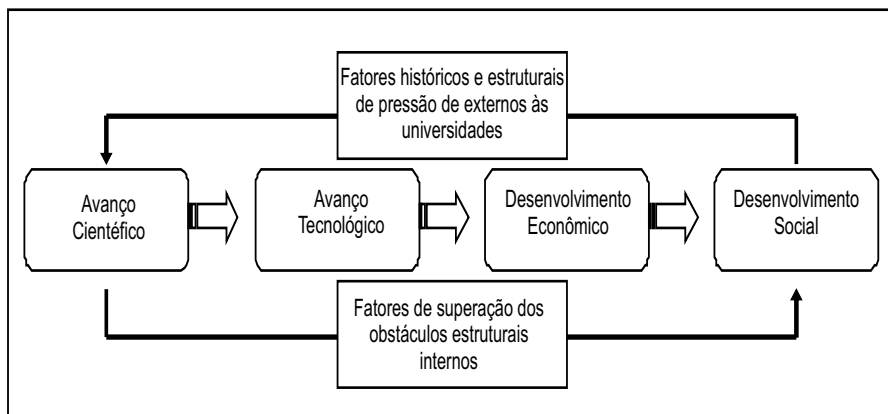 Fatores históricos e estruturais
de pressão de externos às
universidades
Avanço
Científico
Avanço
Tecnológico
Desenvolvimento
Econômico
Desenvolvimento
Social
Fatores de superação dos
obstáculos estruturais
internos